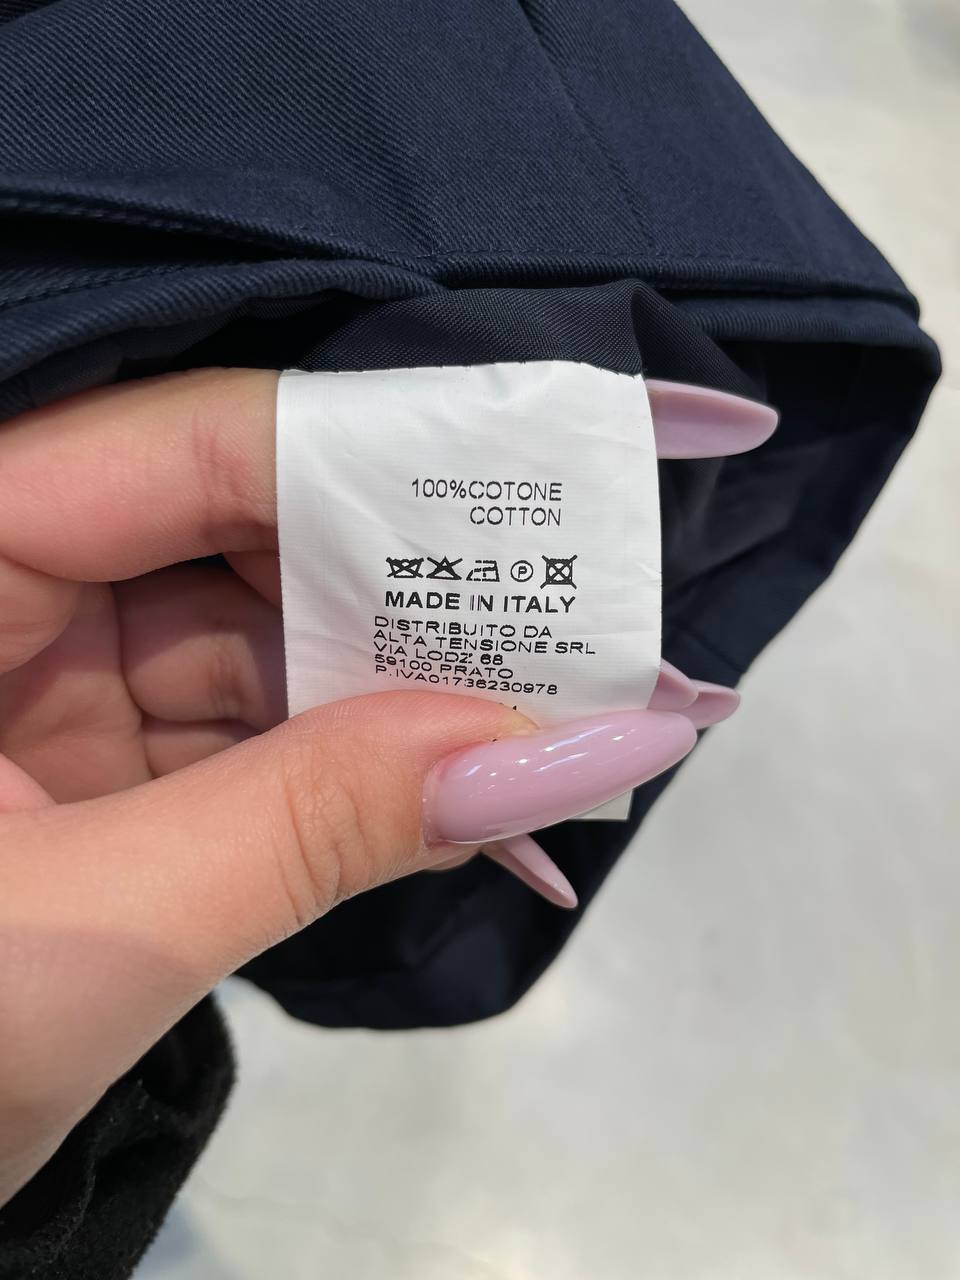 100%COTONE
COTTON
P
MADE IN ITALY
DISTRIBUITO DA
ALTA TENSIONE SRL
VIA LODZ 68
59100 PRATO
P.IVA01736230978